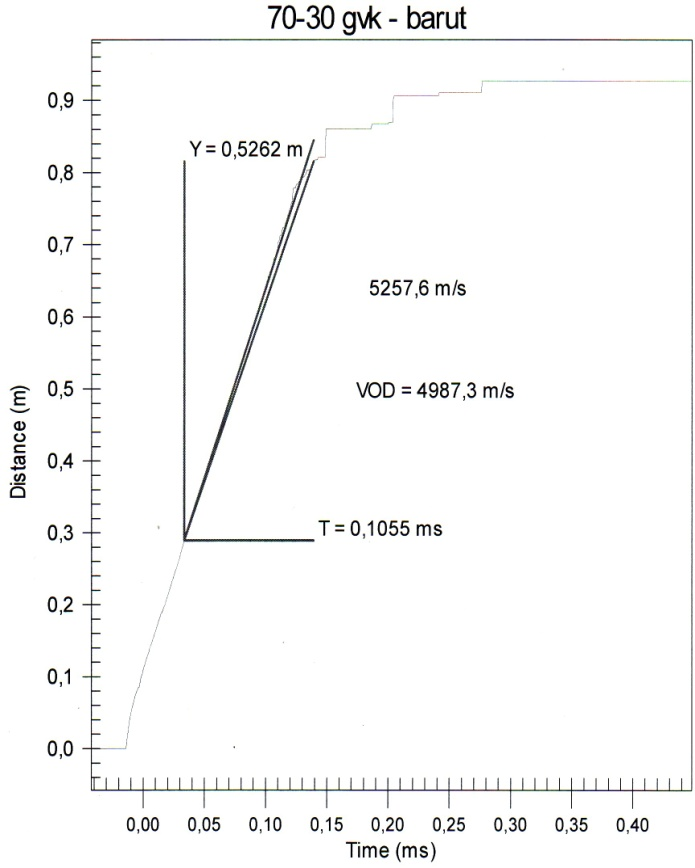 70-30 gvk - barut
0,9
Y = 0,5262 m
0,8
0,7
5257,6 m/s
0,6
0,5
VOD = 4987,3 m/s
0,4
T = 0,1055 ms
0,3
0,2
0,1
0,0
Distance (m)
0,00 0,05 0,10 0,15 0,20 0,25 0,30 0,35 0,40
Time (ms)